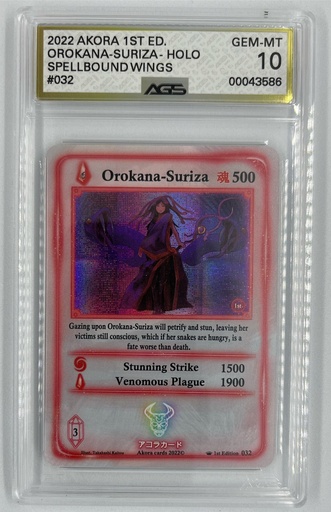 2022 AKORA 1ST ED.
OROKANA-SURIZA- HOLO
SPELLBOUND WINGS
#032
GEM-MT
10
00043586
AGS
Orokana-Suriza 魂 500
1st
Gazing upon Orokana-Suriza will petrify and stun, leaving her
victims still conscious, which if her snakes are hungry, is a
fate worse than death.
Stunning Strike 1500
Venomous Plague 1900
3
アコラカード
Akora cards 2022©
1st Edition 032